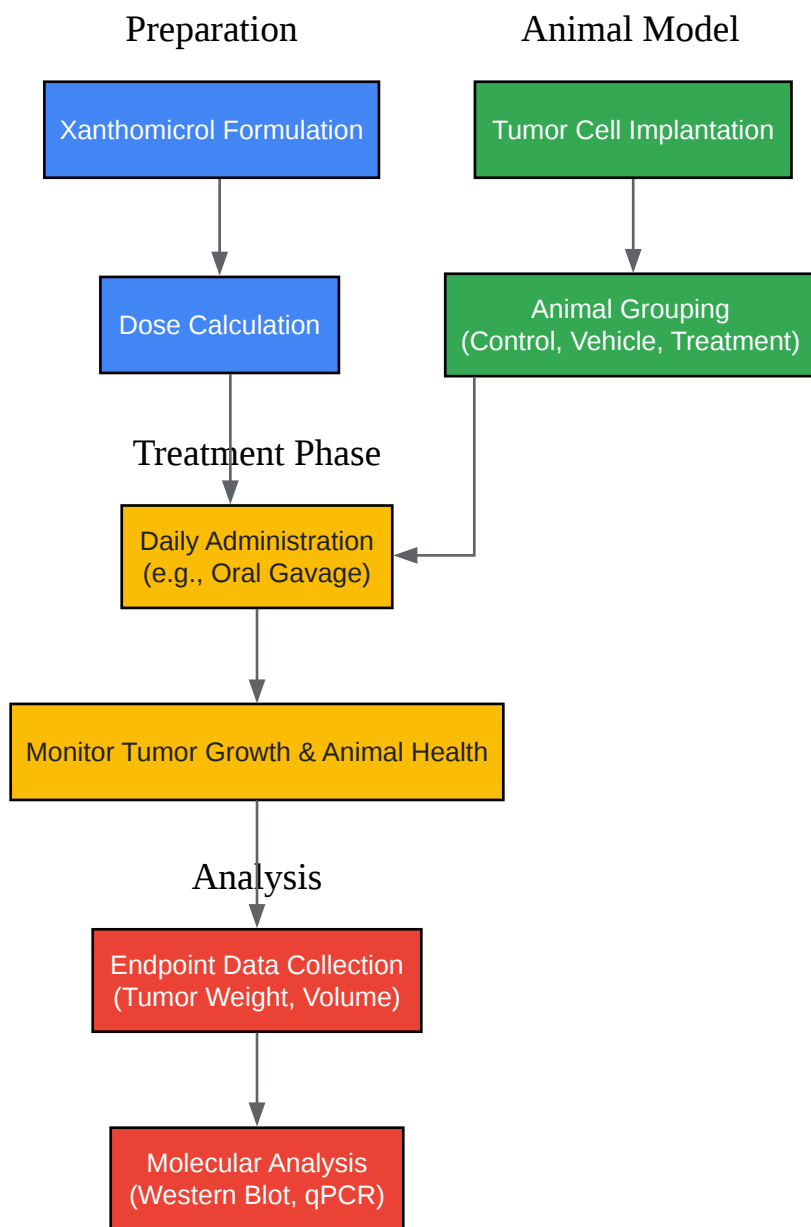 Preparation
Animal Model
Xanthomicrol Formulation
Tumor Cell Implantation
Dose Calculation
Animal Grouping
(Control, Vehicle, Treatment)
Treatment Phase
Daily Administration
(e.g., Oral Gavage)
Monitor Tumor Growth & Animal Health
Analysis
Endpoint Data Collection
(Tumor Weight, Volume)
Molecular Analysis
(Western Blot, qPCR)